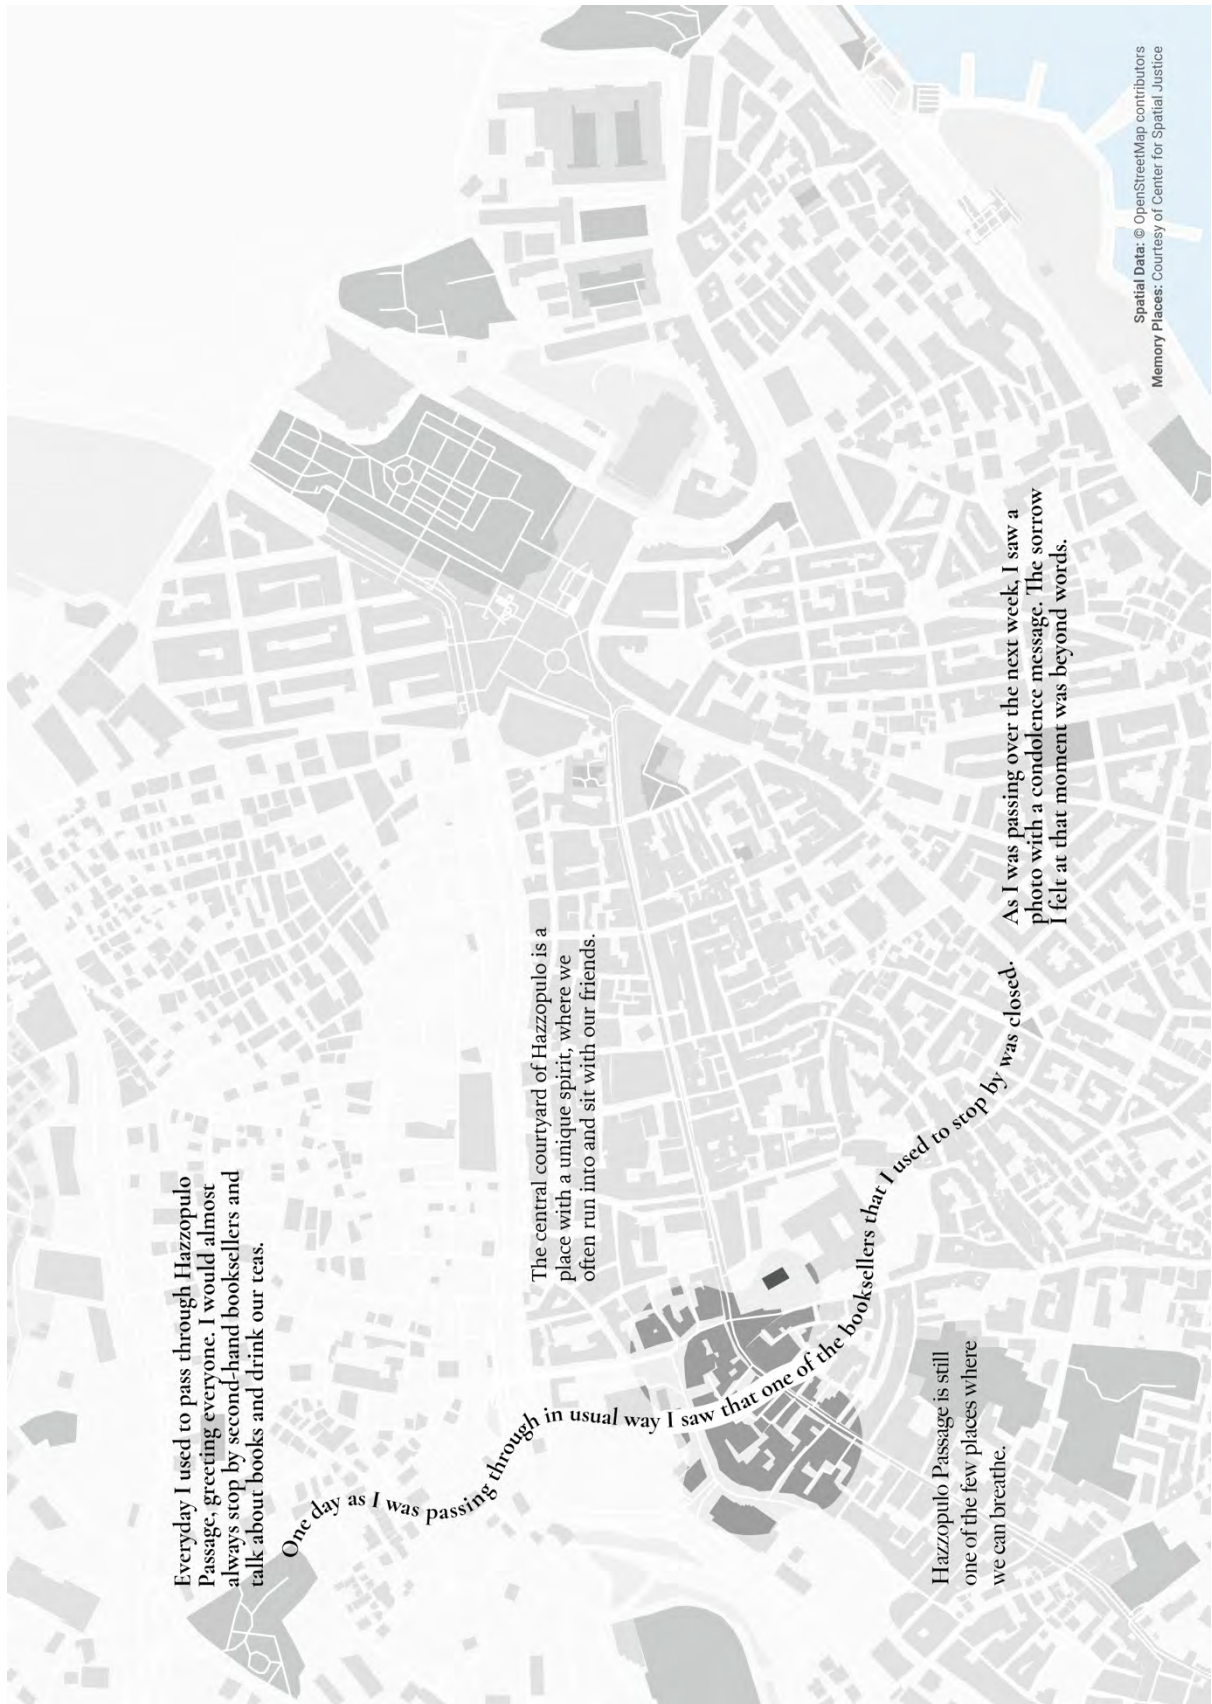 Everyday I used to pass through Hazzopulo
Passage, greeting everyone. I would almost
always stop by second-hand booksellers and
talk about books and drink our teas.
One day as I was passing through in usual way I saw that one of the booksellers that I used to stop by was closed.
As I was passing over the next week, I saw a
photo with a condolence message. The sorrow
I felt at that moment was beyond words.
The central courtyard of Hazzopulo is a
place with a unique spirit, where we
often run into and sit with our friends.
Hazzopulo Passage is still
one of the few places where
we can breathe.
Spatial Data: © OpenStreetMap contributors
Memory Places: Courtesy of Center for Spatial Justice